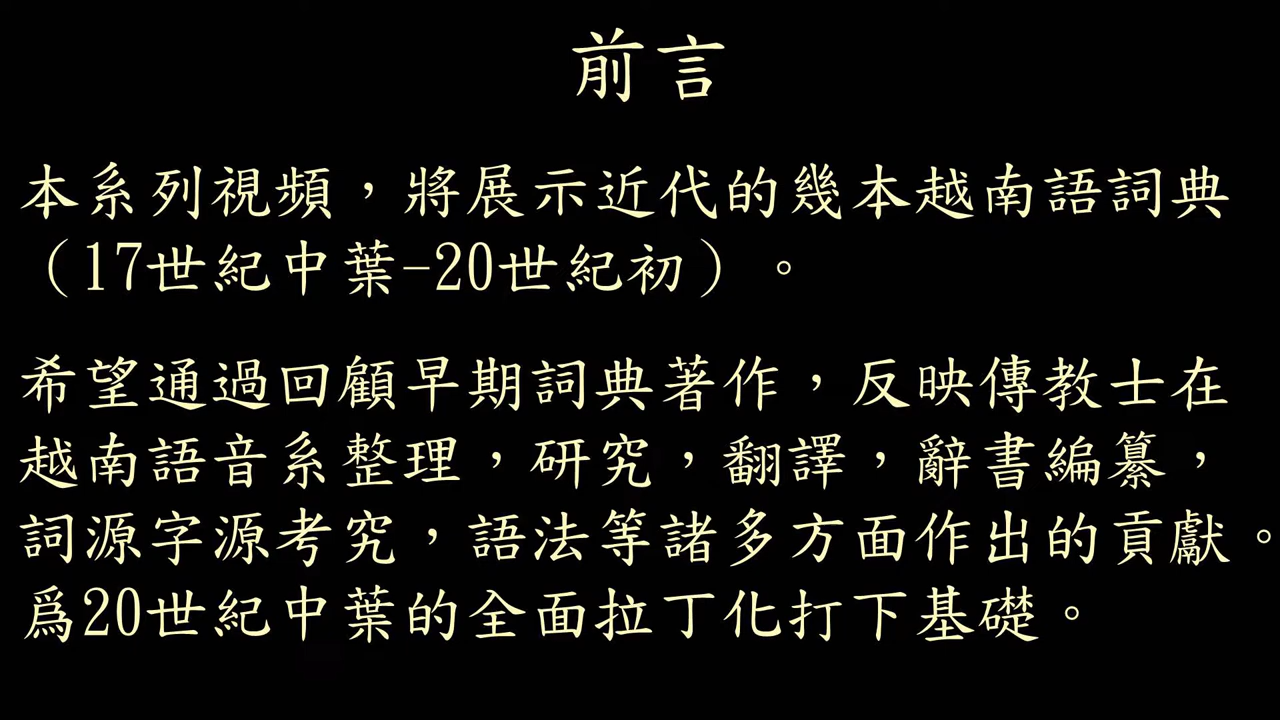 前言
本系列視頻，將展示近代的幾本越南語詞典
（17世紀中葉-20世紀初）。
希望通過回顧早期詞典著作，反映傳教士在
越南語音系整理，研究，翻譯，辭書編纂，
詞源字源考究，語法等諸多方面作出的貢獻。
爲20世紀中葉的全面拉丁化打下基礎。